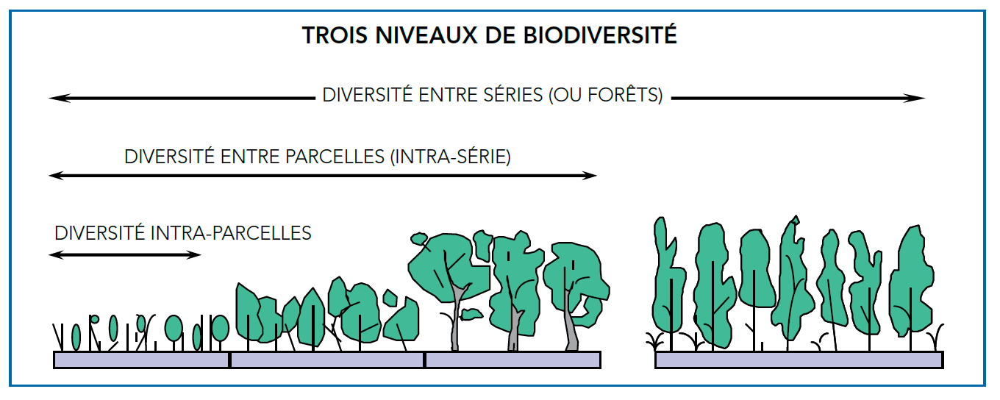 TROIS NIVEAUX DE BIODIVERSITÉ
DIVERSITÉ ENTRE SÉRIES (OU FORÊTS)
DIVERSITÉ ENTRE PARCELLES (INTRA-SÉRIE)
DIVERSITÉ INTRA-PARCELLES